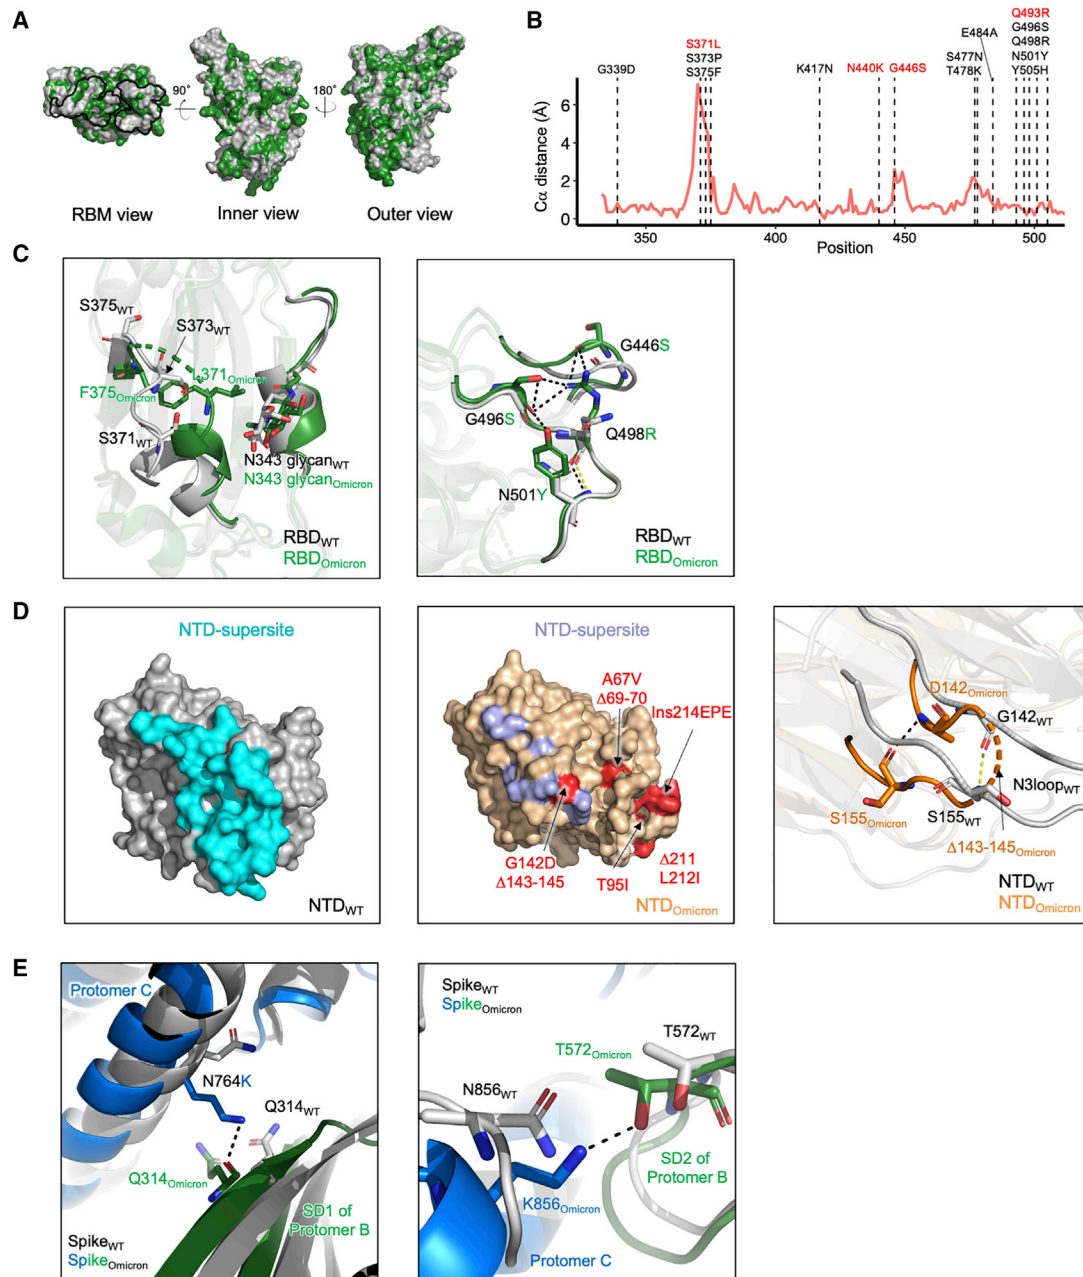 A
90°
180°
RBM view
Inner view
Outer view
B
Cα distance (Å)
6
4
2
0
G339D
S371L
S373P
S375F
K417N
N440K
G446S
S477N
T478K
E484A
Q493R
G496S
Q498R
N501Y
Y505H
350
400
450
500
Position
C
S375WT
S373WT
L371Omicron
F375Omicron
S371WT
N343 glycanWT
N343 glycanOmicron
RBDWT
RBDOmicron
G446S
G496S
Q498R
N501Y
RBDWT
RBDOmicron
D
NTD-supersite
NTDWT
NTD-supersite
A67V
Δ69-70
Ins214EPE
G142D
Δ143-145
T95I
Δ211
L212I
NTDOmicron
D142Omicron
G142WT
N3loopWT
S155Omicron
S155WT
Δ143-145Omicron
NTDWT
NTDOmicron
E
Protomer C
N764K
Q314WT
Q314Omicron
SD1 of
Protomer B
SpikeWT
SpikeOmicron
SpikeWT
SpikeOmicron
T572WT
T572Omicron
N856WT
SD2 of
Protomer B
K856Omicron
Protomer C